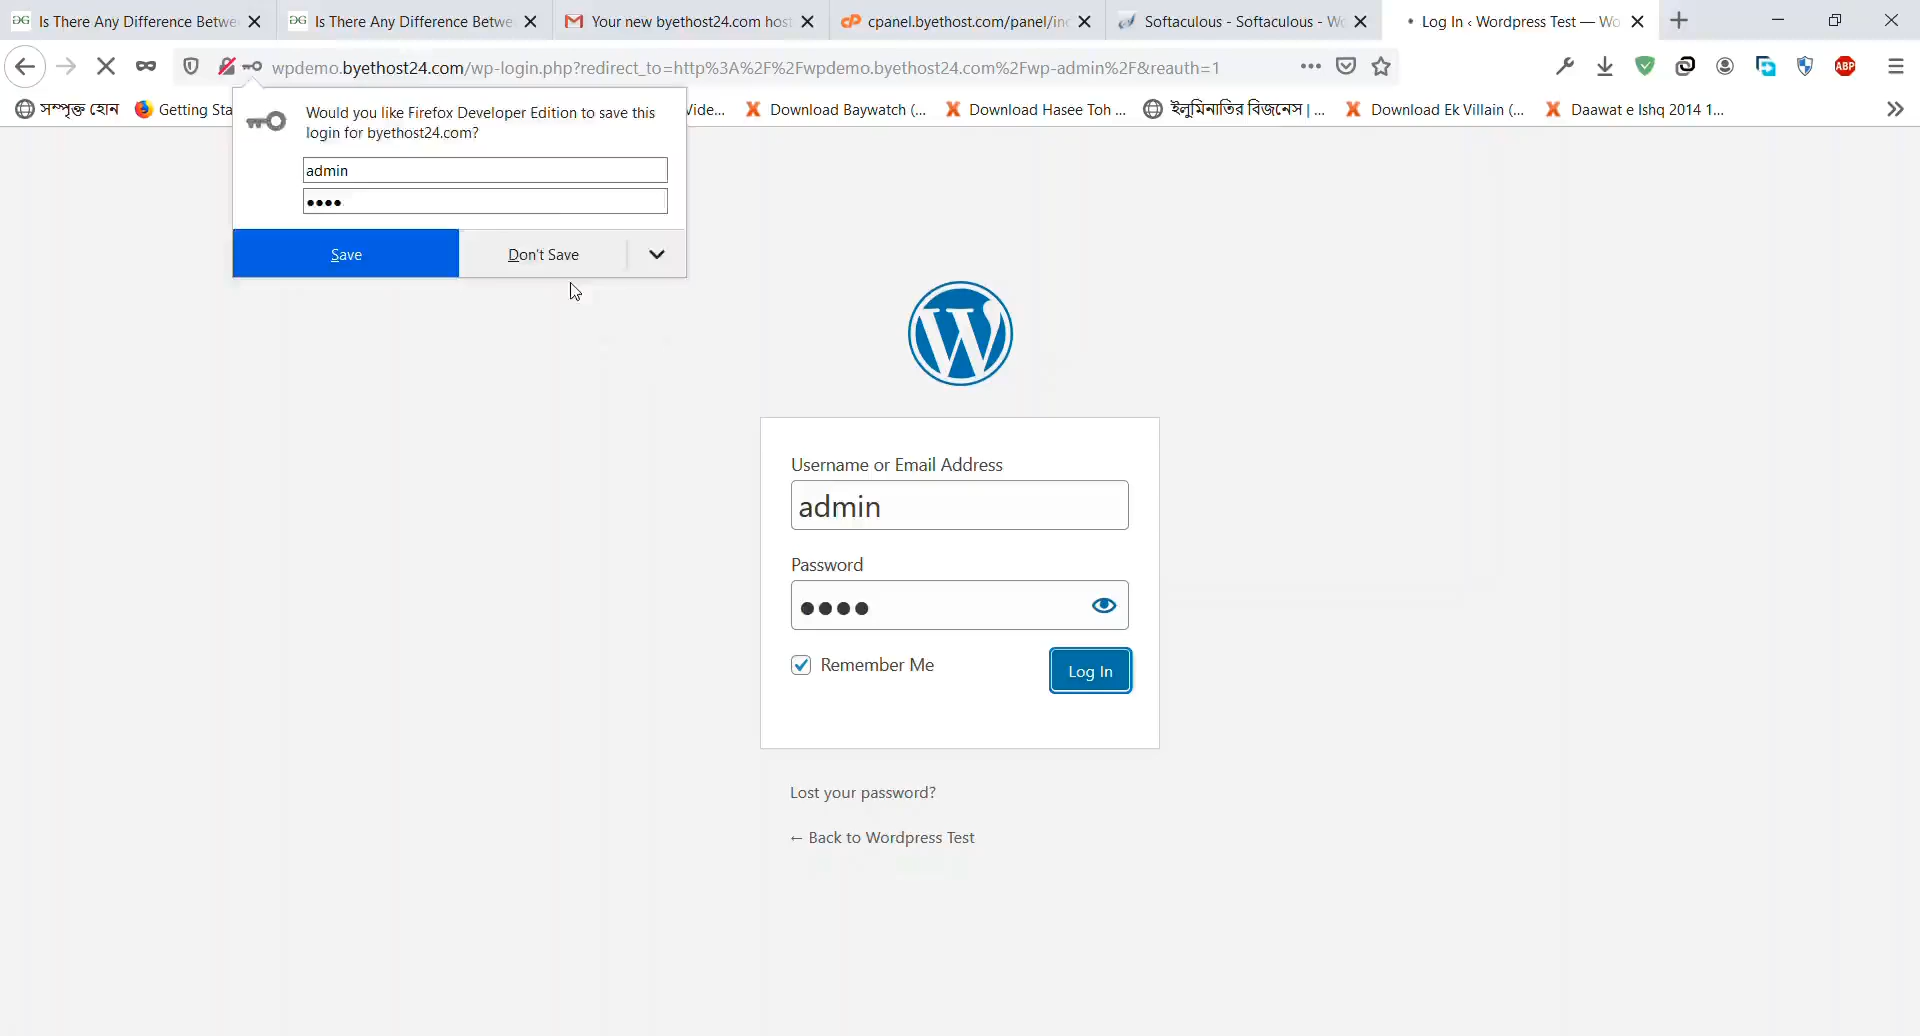 Is There Any Difference Betwe
Is There Any Difference Betwe
Your new byethost24.com host
cpanel.byethost.com/panel/in
Softaculous - Softaculous - W
Log In ‹ Wordpress Test — Wo
wpdemo.byethost24.com/wp-login.php?redirect_to=http%3A%2F%2Fwpdemo.byethost24.com%2Fwp-admin%2F&reauth=1
ABP
সম্পৃক্ত হোন
Getting Sta
Vide...
Download Baywatch (...
Download Hasee Toh ...
ইলুমিনাতির বিজনেস | ...
Download Ek Villain (...
Daawat e Ishq 2014 1...
Would you like Firefox Developer Edition to save this
login for byethost24.com?
admin
Save
Don't Save
Username or Email Address
admin
Password
Remember Me
Log In
Lost your password?
← Back to Wordpress Test